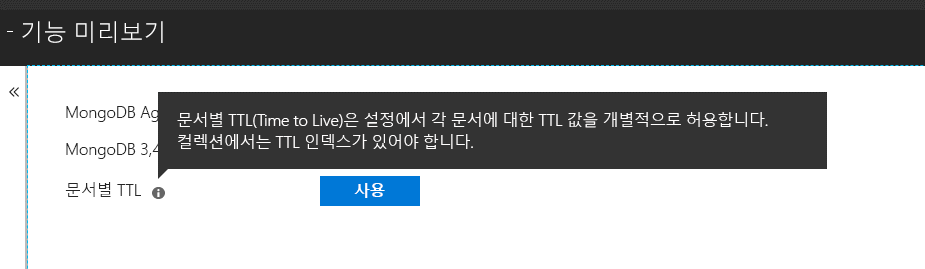 - 기능 미리보기
«
MongoDB Ag
문서별 TTL(Time to Live)은 설정에서 각 문서에 대한 TTL 값을 개별적으로 허용합니다.
컬렉션에서는 TTL 인덱스가 있어야 합니다.
MongoDB 3,4
문서별 TTL
사용